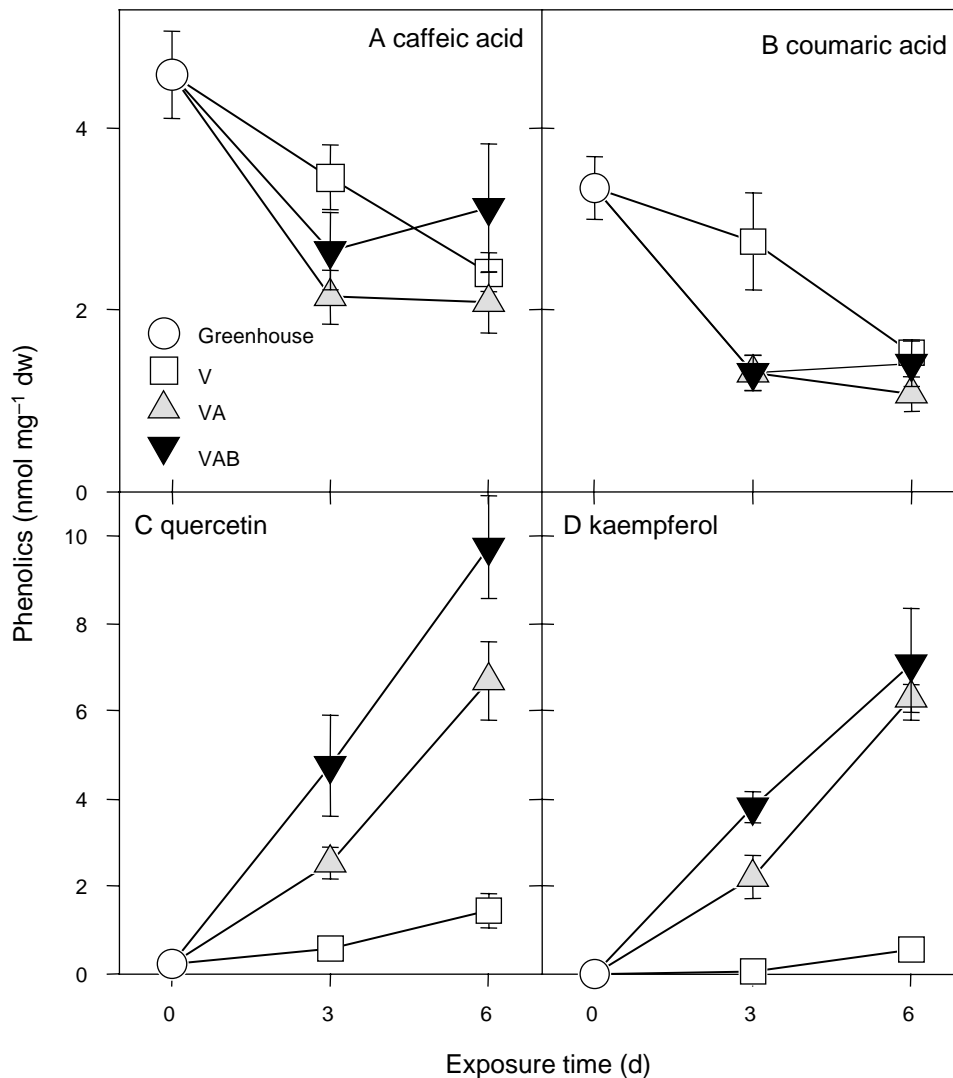 A caffeic acid
B coumaric acid
4
2
0
Greenhouse
V
VA
VAB
Phenolics (nmol mg⁻¹ dw)
C quercetin
D kaempferol
10
8
6
4
2
0
0
3
6
0
3
6
Exposure time (d)